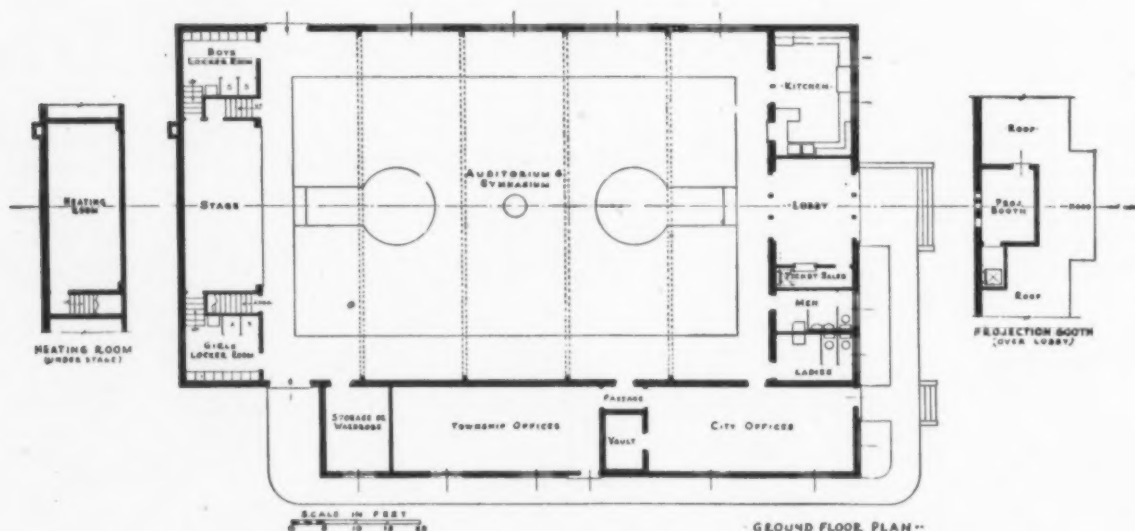 BOYS
LOCKER ROOM
KITCHEN
ROOF
AUDITORIUM &
GYMNASIUM
HEATING
ROOM
STAGE
LOBBY
PROJ.
BOOTH
TICKET SALES
ROOF
MEN
GIRLS
LOCKER ROOM
HEATING ROOM
(UNDER STAGE)
PROJECTION BOOTH
(OVER LOBBY)
LADIES
PASSAGE
STORAGE OR
WARDROBE
TOWNSHIP OFFICES
CITY OFFICES
VAULT
SCALE IN FEET
GROUND FLOOR PLAN